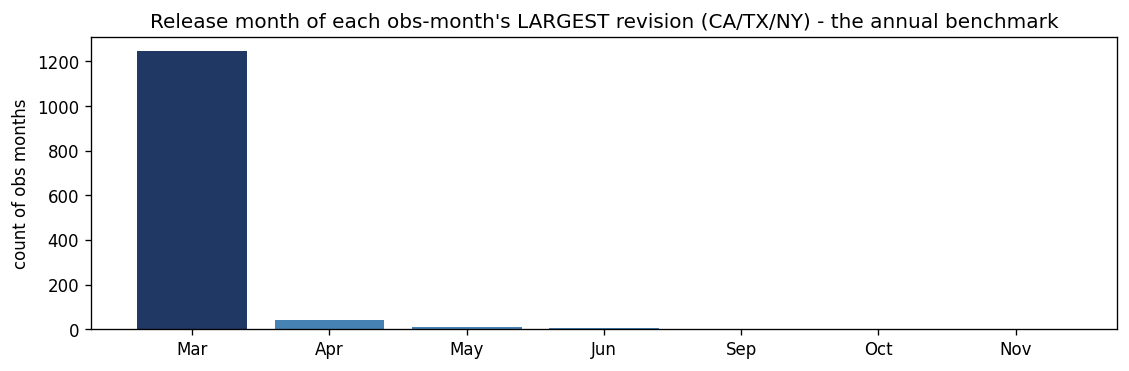 Release month of each obs-month's LARGEST revision (CA/TX/NY) - the annual benchmark
count of obs months
1200
1000
800
600
400
200
0
Mar Apr May Jun Sep Oct Nov